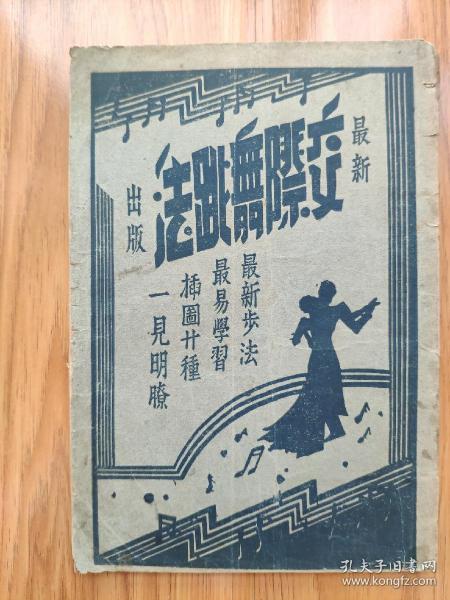 最新
交際舞跳法
出版
最新步法
最易學習
插圖廿種
一見明瞭
孔夫子旧书网
www.kongfz.com